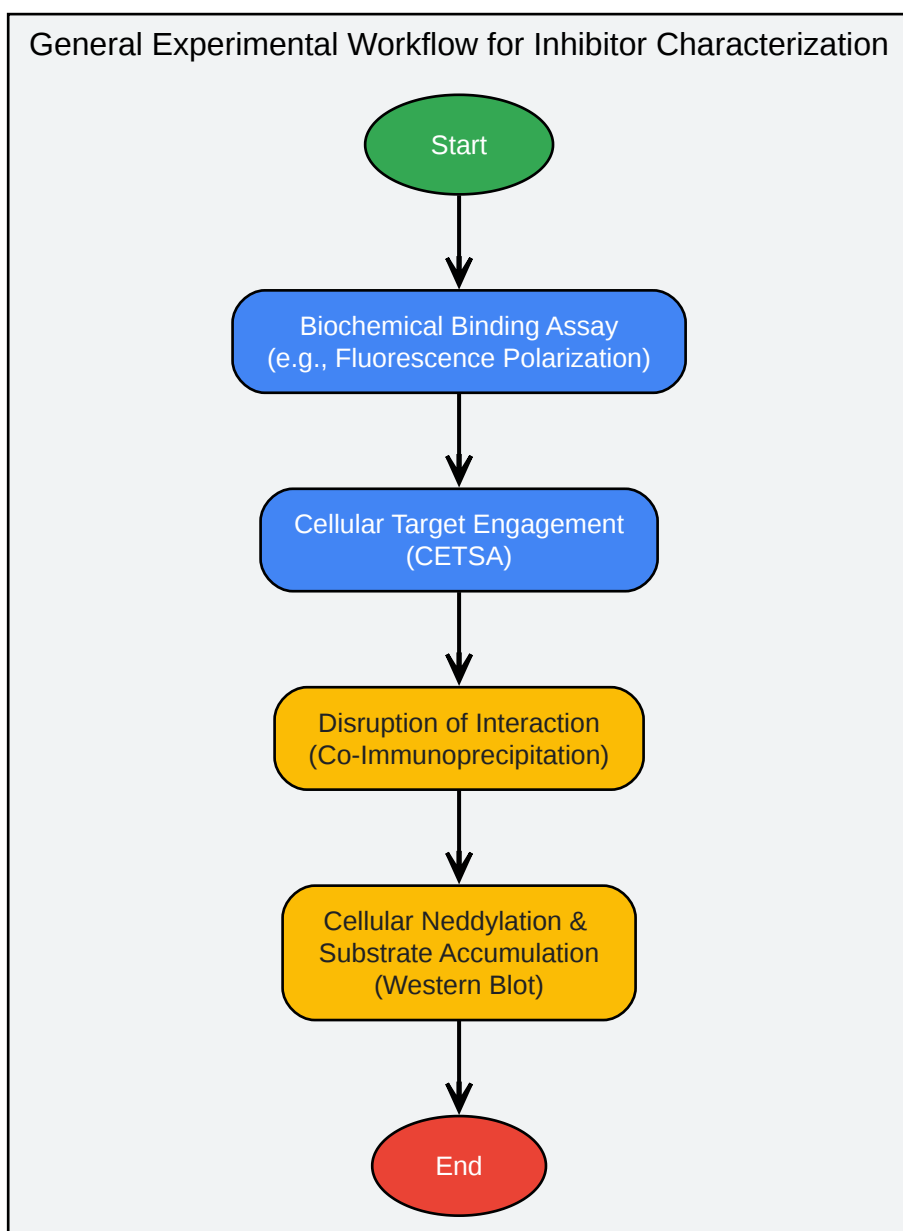 General Experimental Workflow for Inhibitor Characterization
Start
Biochemical Binding Assay
(e.g., Fluorescence Polarization)
Cellular Target Engagement
(CETSA)
Disruption of Interaction
(Co-Immunoprecipitation)
Cellular Neddylation &
Substrate Accumulation
(Western Blot)
End